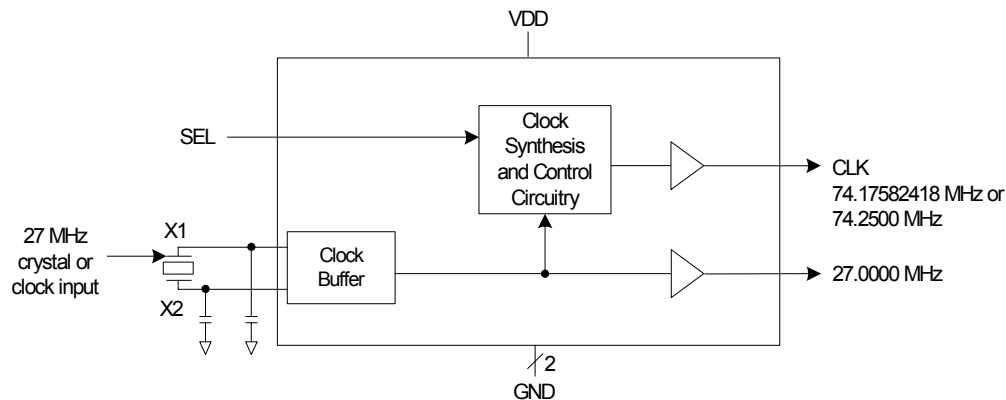 VDD
SEL
Clock
Synthesis
and Control
Circuitry
CLK
74.17582418 MHz or
74.2500 MHz
27 MHz
crystal or
clock input
X1
X2
Clock
Buffer
27.0000 MHz
2
GND